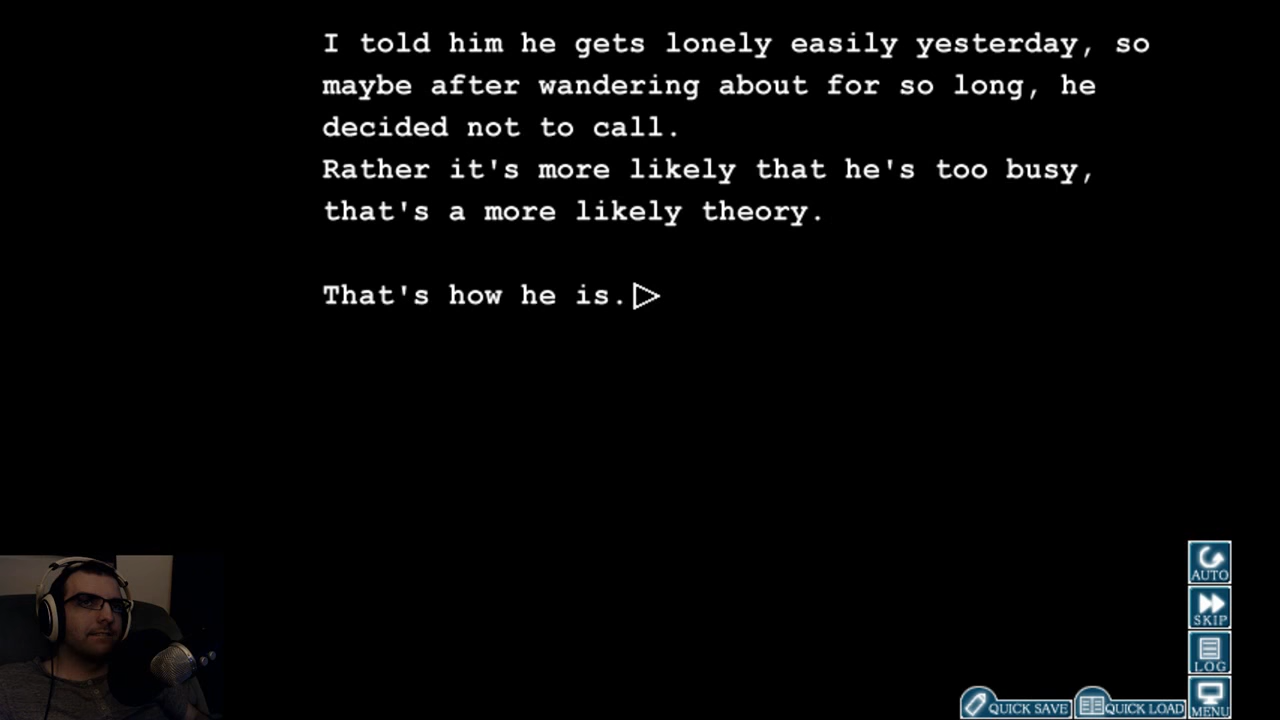 I told him he gets lonely easily yesterday, so
maybe after wandering about for so long, he
decided not to call.
Rather it's more likely that he's too busy,
that's a more likely theory.
That's how he is.
AUTO
SKIP
LOG
QUICK SAVE
QUICK LOAD
MENU